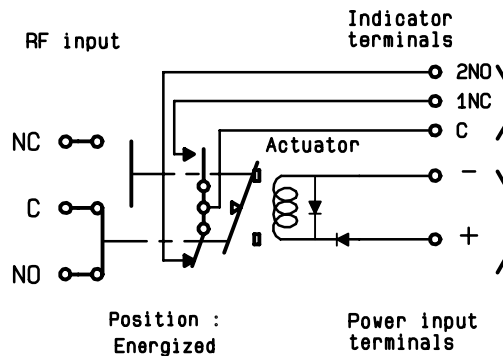 RF input
Indicator
terminals
2NO
1NC
C
NC
Actuator
C
-
+
NO
Position :
Energized
Power input
terminals